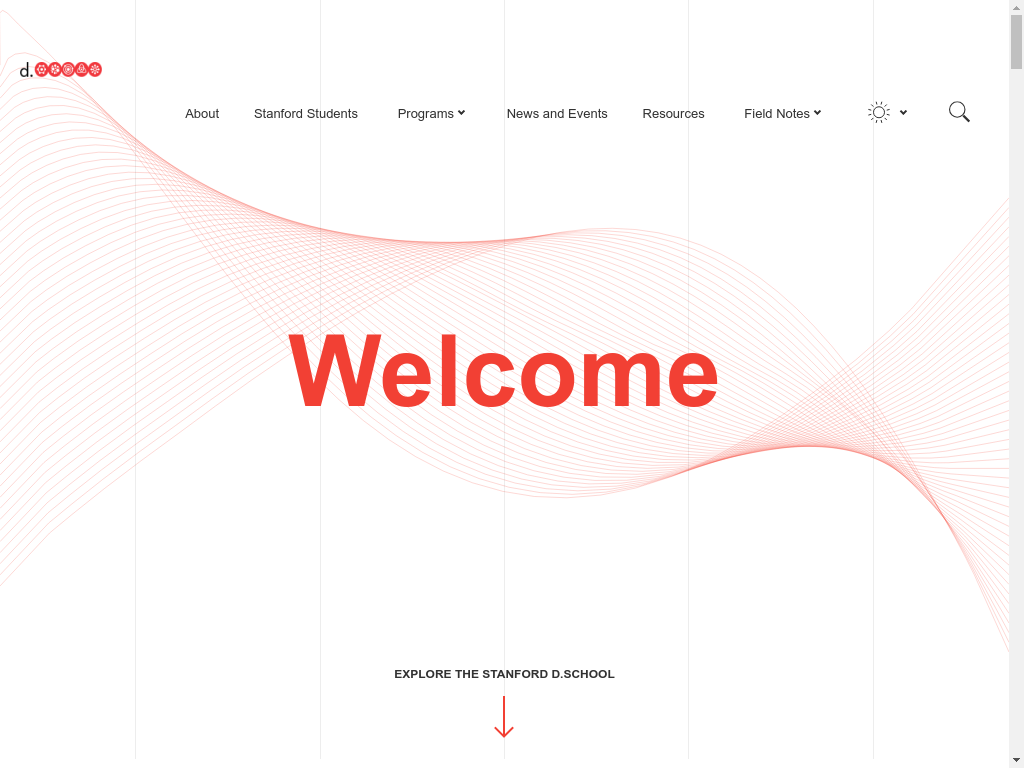 d.
About Stanford Students Programs News and Events Resources Field Notes
Welcome
EXPLORE THE STANFORD D.SCHOOL